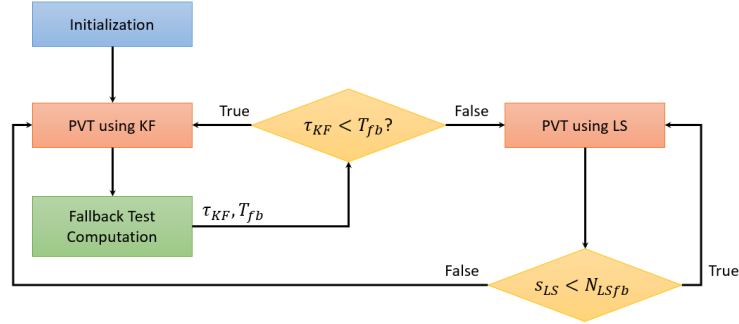 Initialization
True
False
PVT using KF
τ_KF < T_fb?
PVT using LS
Fallback Test
Computation
τ_KF, T_fb
False
True
s_LS < N_LSfb